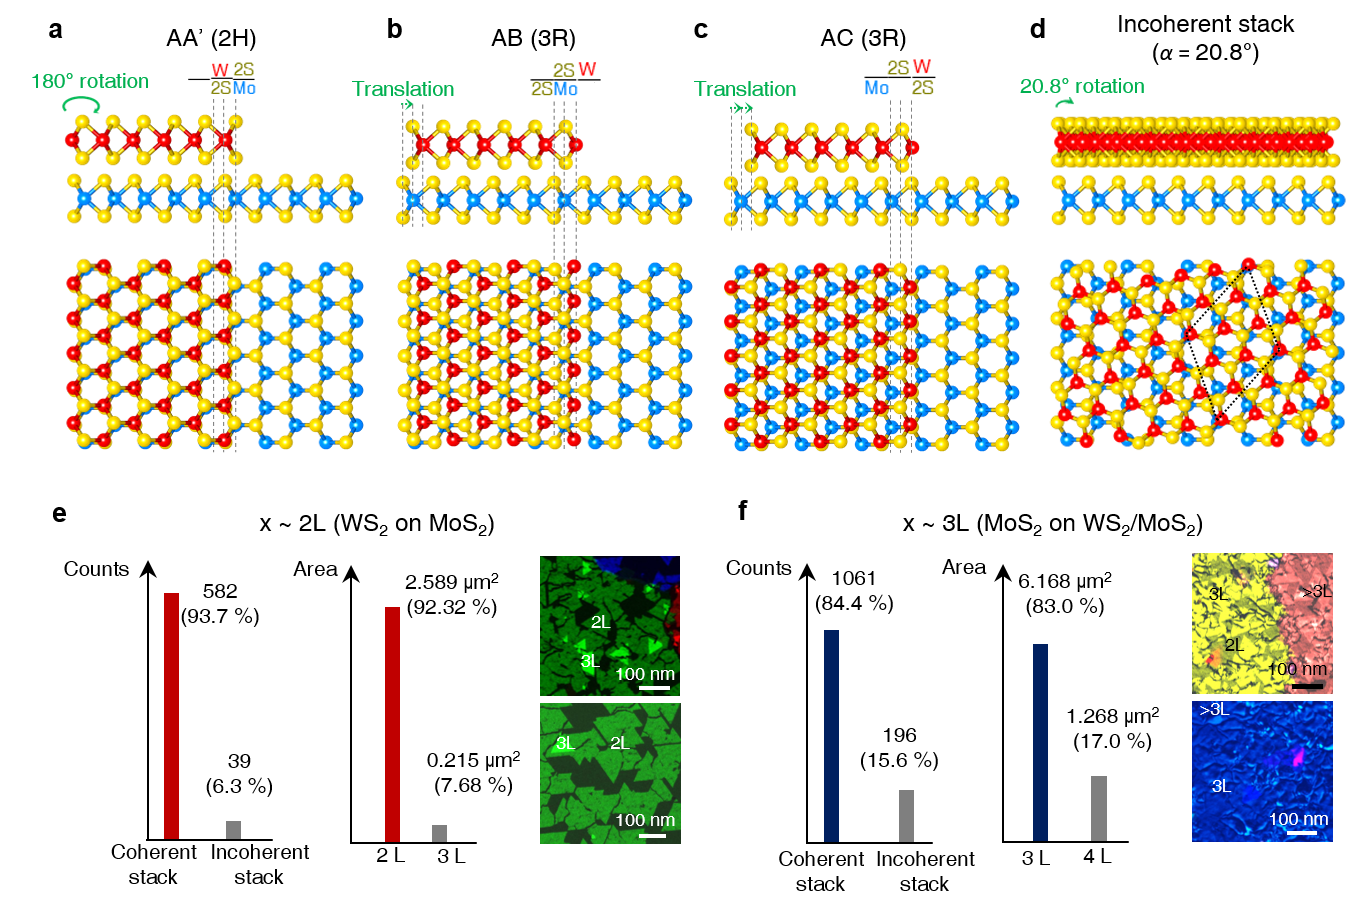 a
AA' (2H)
W 2S
2S Mo
180° rotation
b
AB (3R)
2S W
2S Mo
Translation
c
AC (3R)
2S W
Mo 2S
Translation
d
Incoherent stack
(α = 20.8°)
20.8° rotation
e
x ~ 2L (WS₂ on MoS₂)
Counts
582
(93.7 %)
39
(6.3 %)
Coherent
stack
Incoherent
stack
Area
2.589 µm²
(92.32 %)
0.215 µm²
(7.68 %)
2 L
3 L
2L
3L
100 nm
3L
2L
100 nm
f
x ~ 3L (MoS₂ on WS₂/MoS₂)
Counts
1061
(84.4 %)
196
(15.6 %)
Coherent
stack
Incoherent
stack
Area
6.168 µm²
(83.0 %)
1.268 µm²
(17.0 %)
3 L
4 L
3L
>3L
2L
100 nm
>3L
3L
100 nm